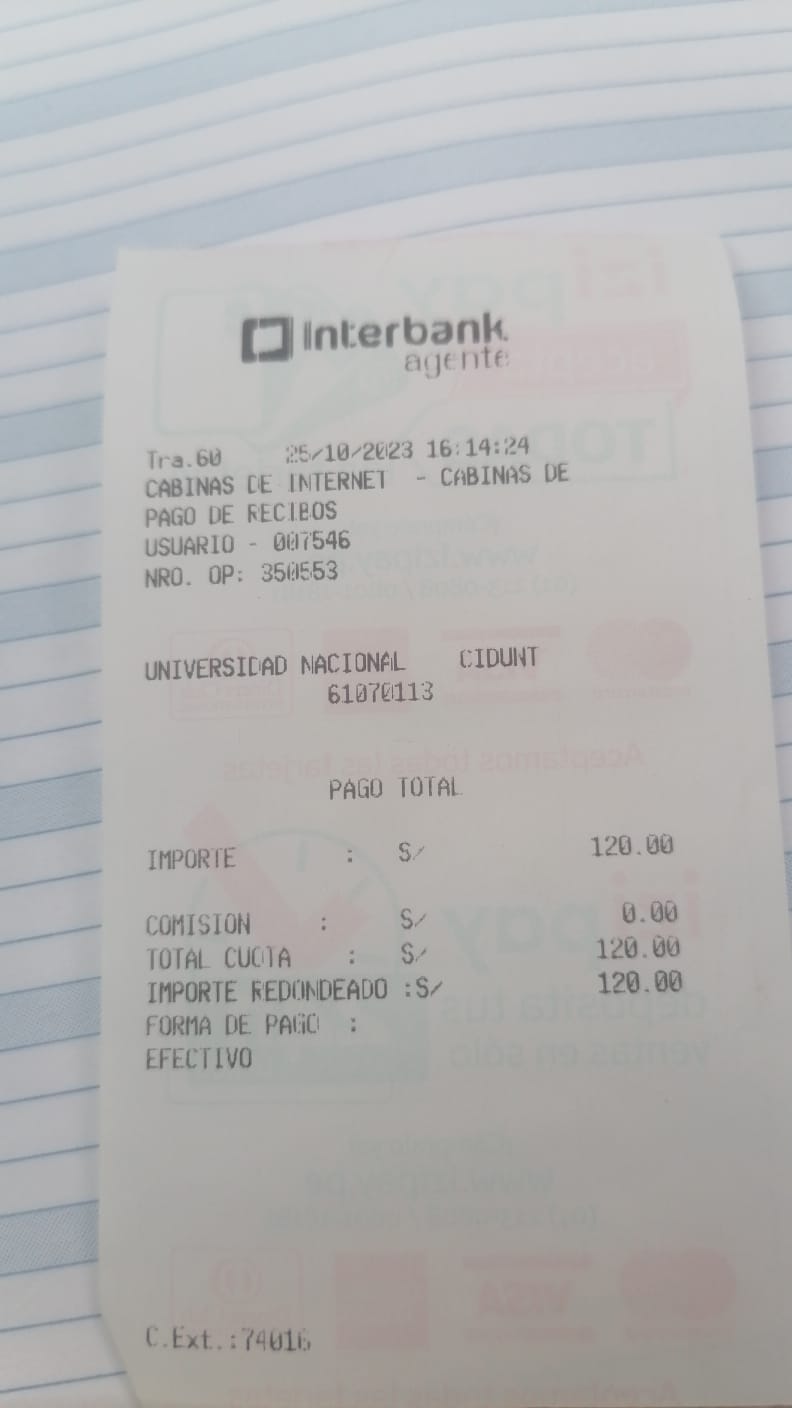 Interbank
agente
Tra.60 25/10/2023 16:14:24
CABINAS DE INTERNET - CABINAS DE
PAGO DE RECIBOS
USUARIO - 007546
NRO. OP: 350553
UNIVERSIDAD NACIONAL CIDUNT
61070113
PAGO TOTAL
IMPORTE : S/ 120.00
COMISION : S/ 0.00
TOTAL CUOTA : S/ 120.00
IMPORTE REDONDEADO :S/ 120.00
FORMA DE PAGO :
EFECTIVO
C.Ext.:74016